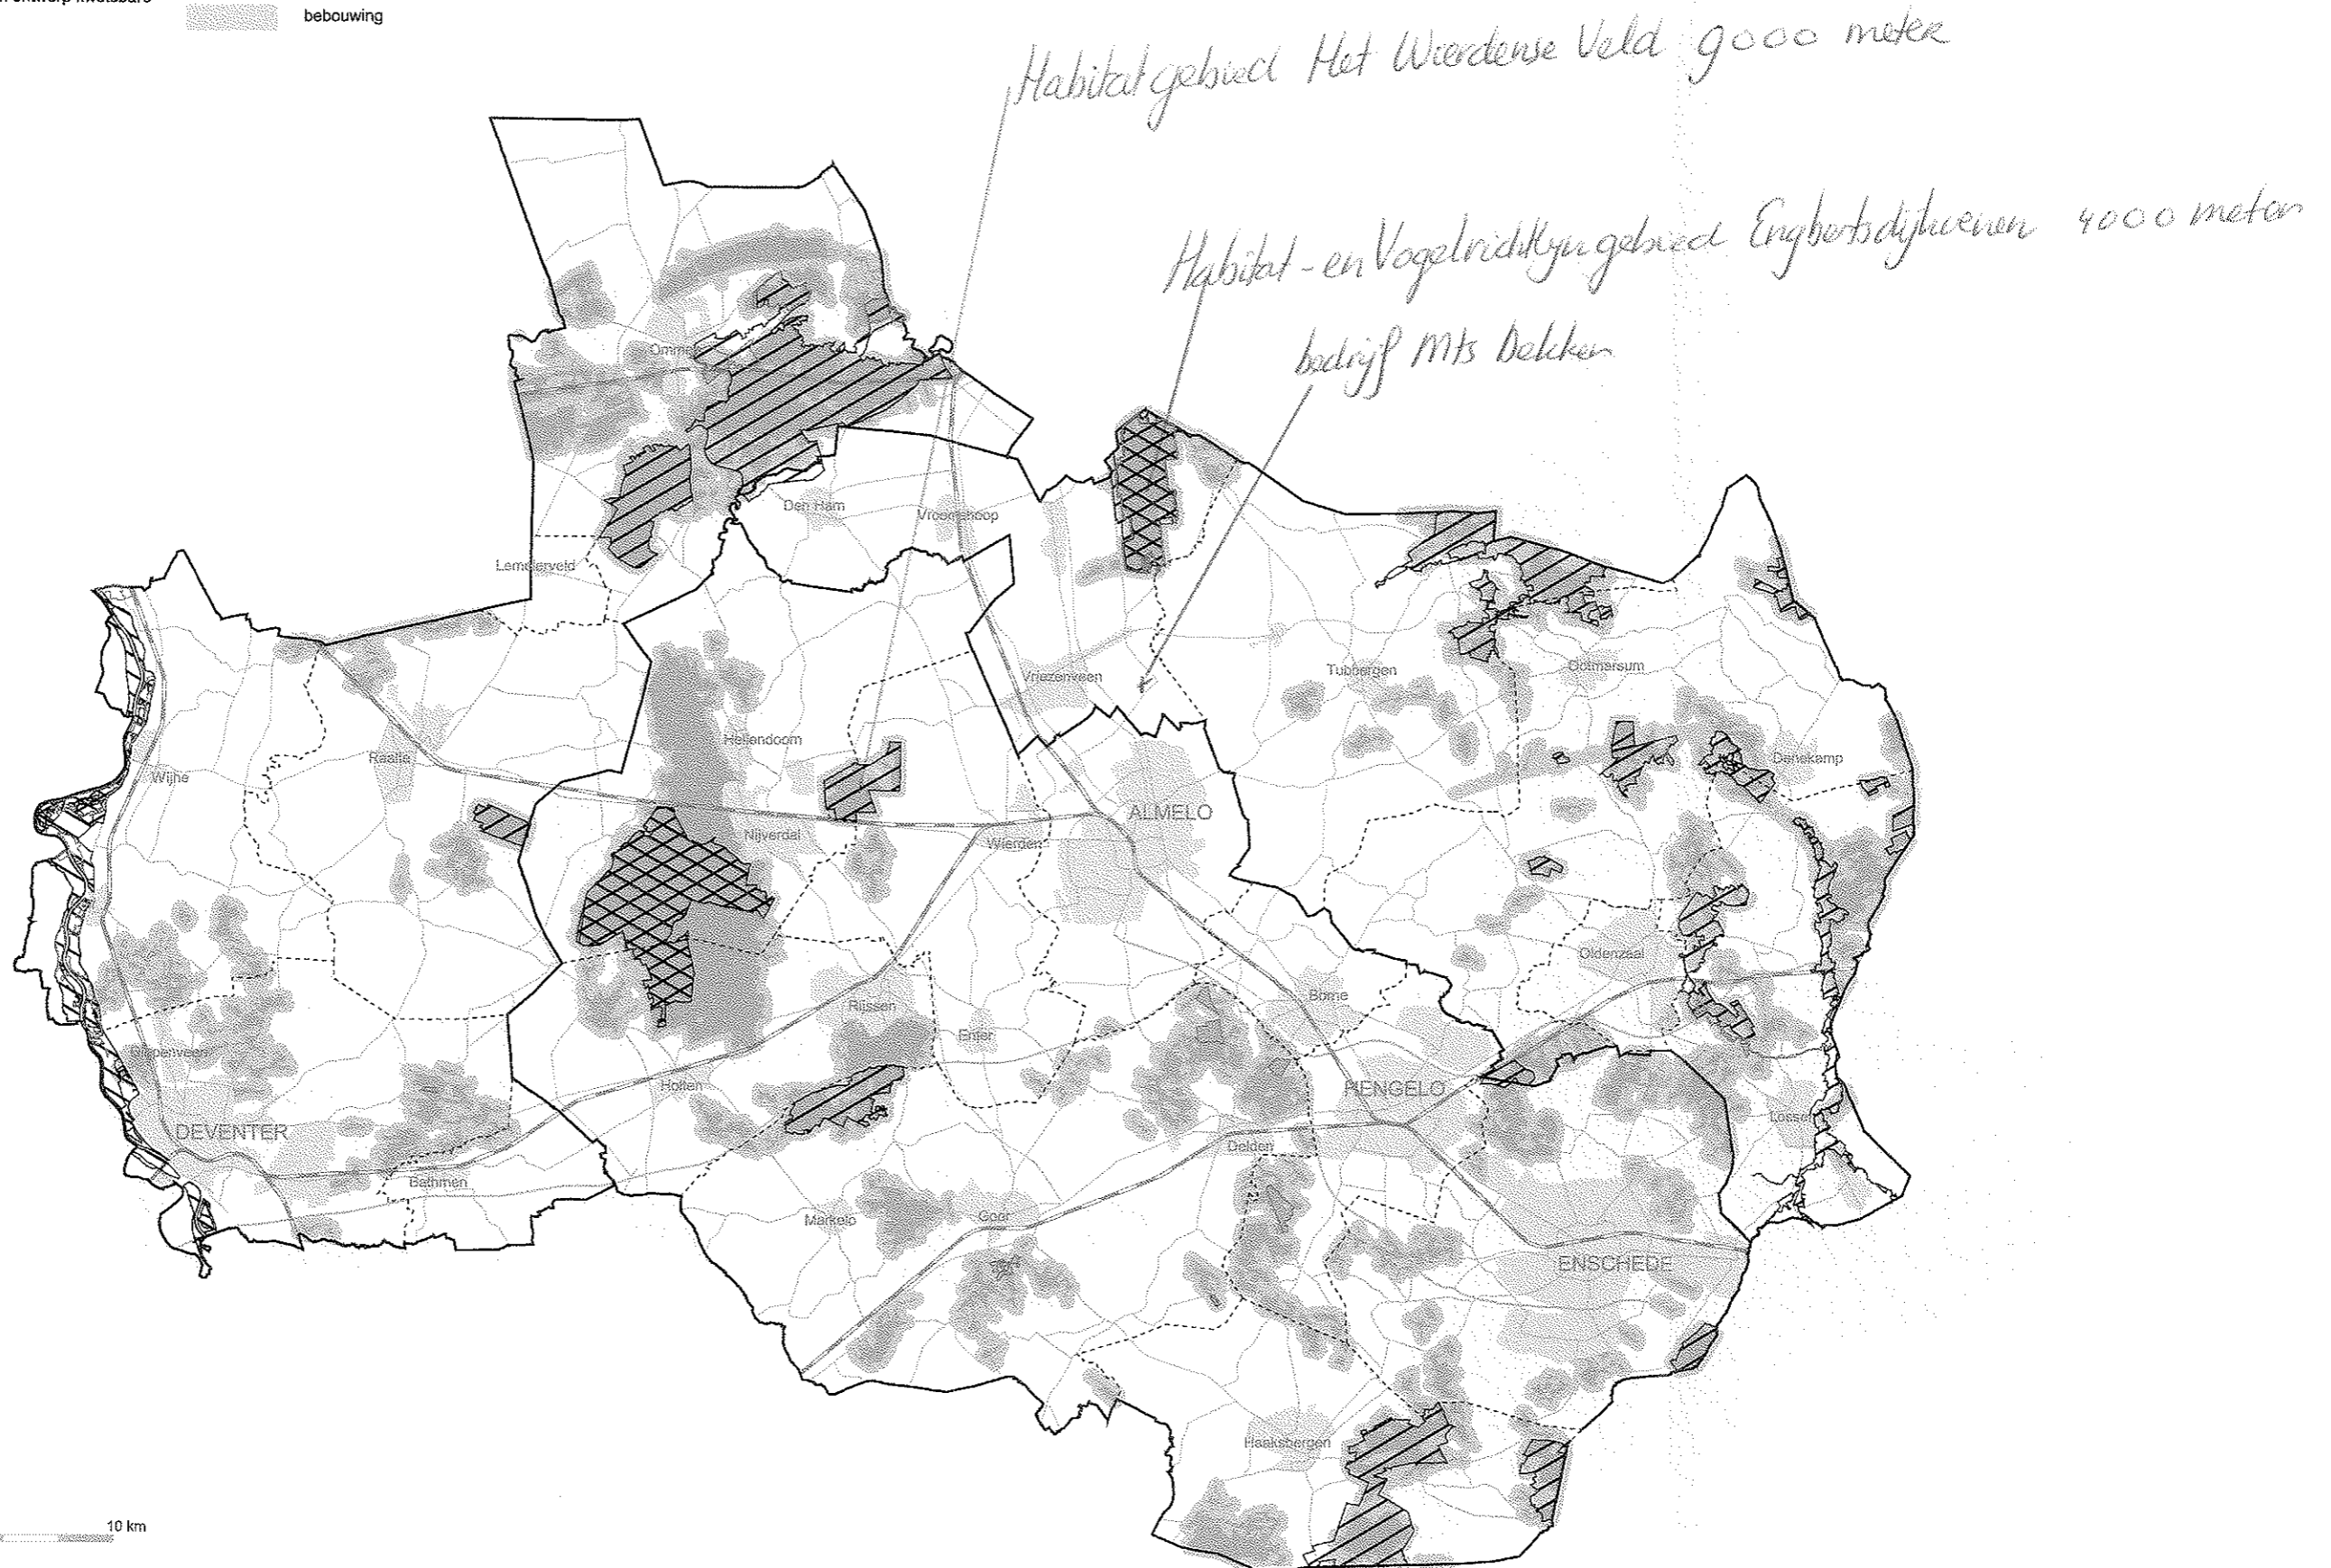 bebouwing
Habitatgebied Het Wierdense Veld 9000 meter
Habitat-en Vogelrichtlijngebied Engbertsdijkvenen 4000 meter
bedrijf Mts Dekker
Ommen
Den Ham
Vroomshoop
Lemelerveld
Vriezenveen
Tubbergen
Ootmarsum
Hellendoorn
Raalte
Wijhe
Denekamp
ALMELO
Nijverdal
Wierden
Oldenzaal
Borne
Rijssen
Enter
Diepenveen
Holten
HENGELO
Losser
DEVENTER
Delden
Bathmen
Markelo
Goor
ENSCHEDE
Haaksbergen
10 km